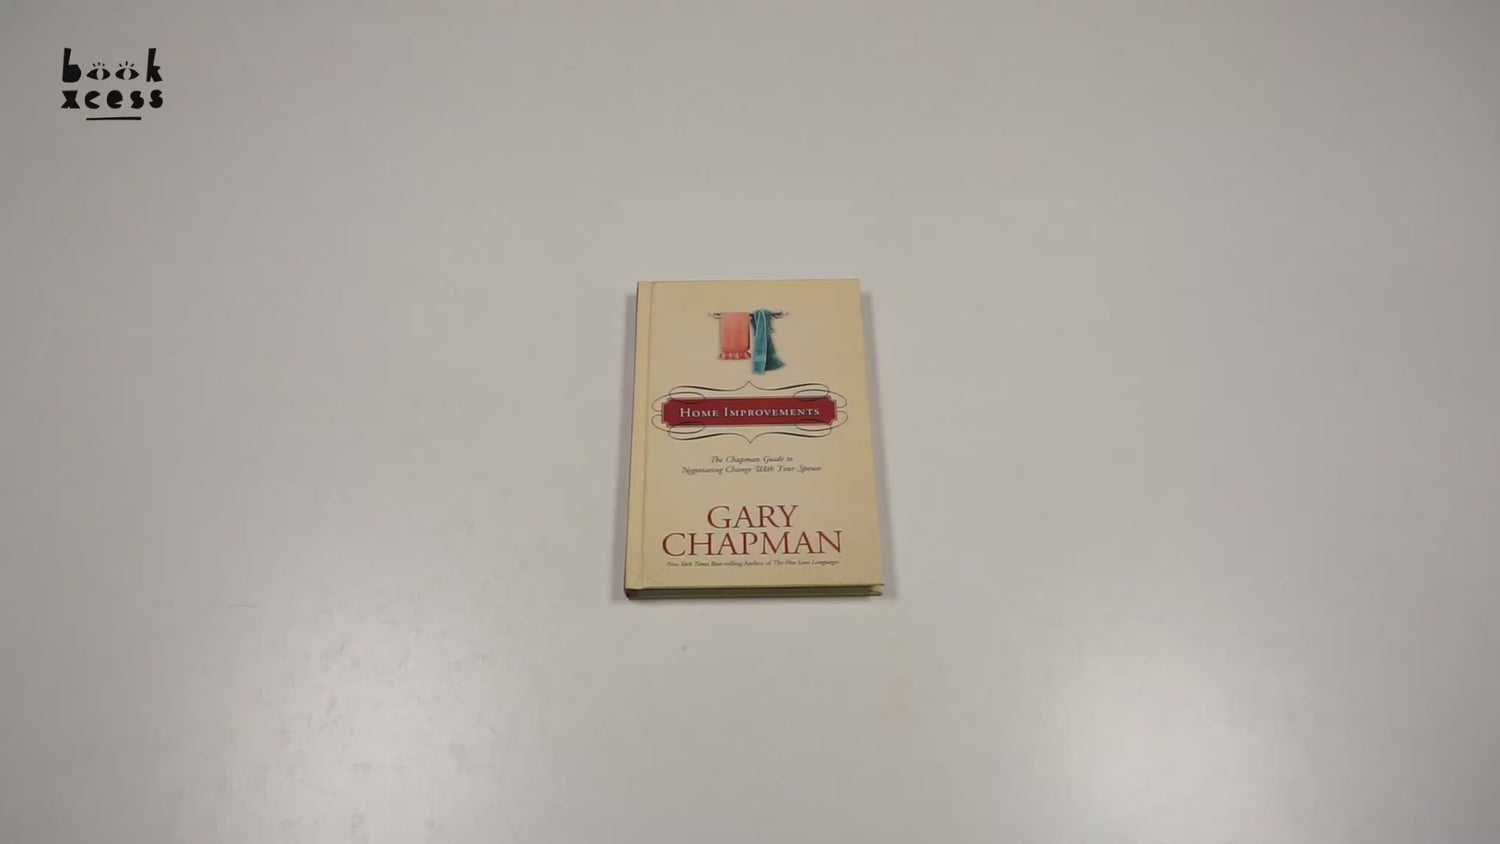 book
xcess
HOME IMPROVEMENTS
The Chapman Guide to
Negotiating Change With Your Spouse
GARY
CHAPMAN
New York Times Best-selling Author of The Five Love Languages